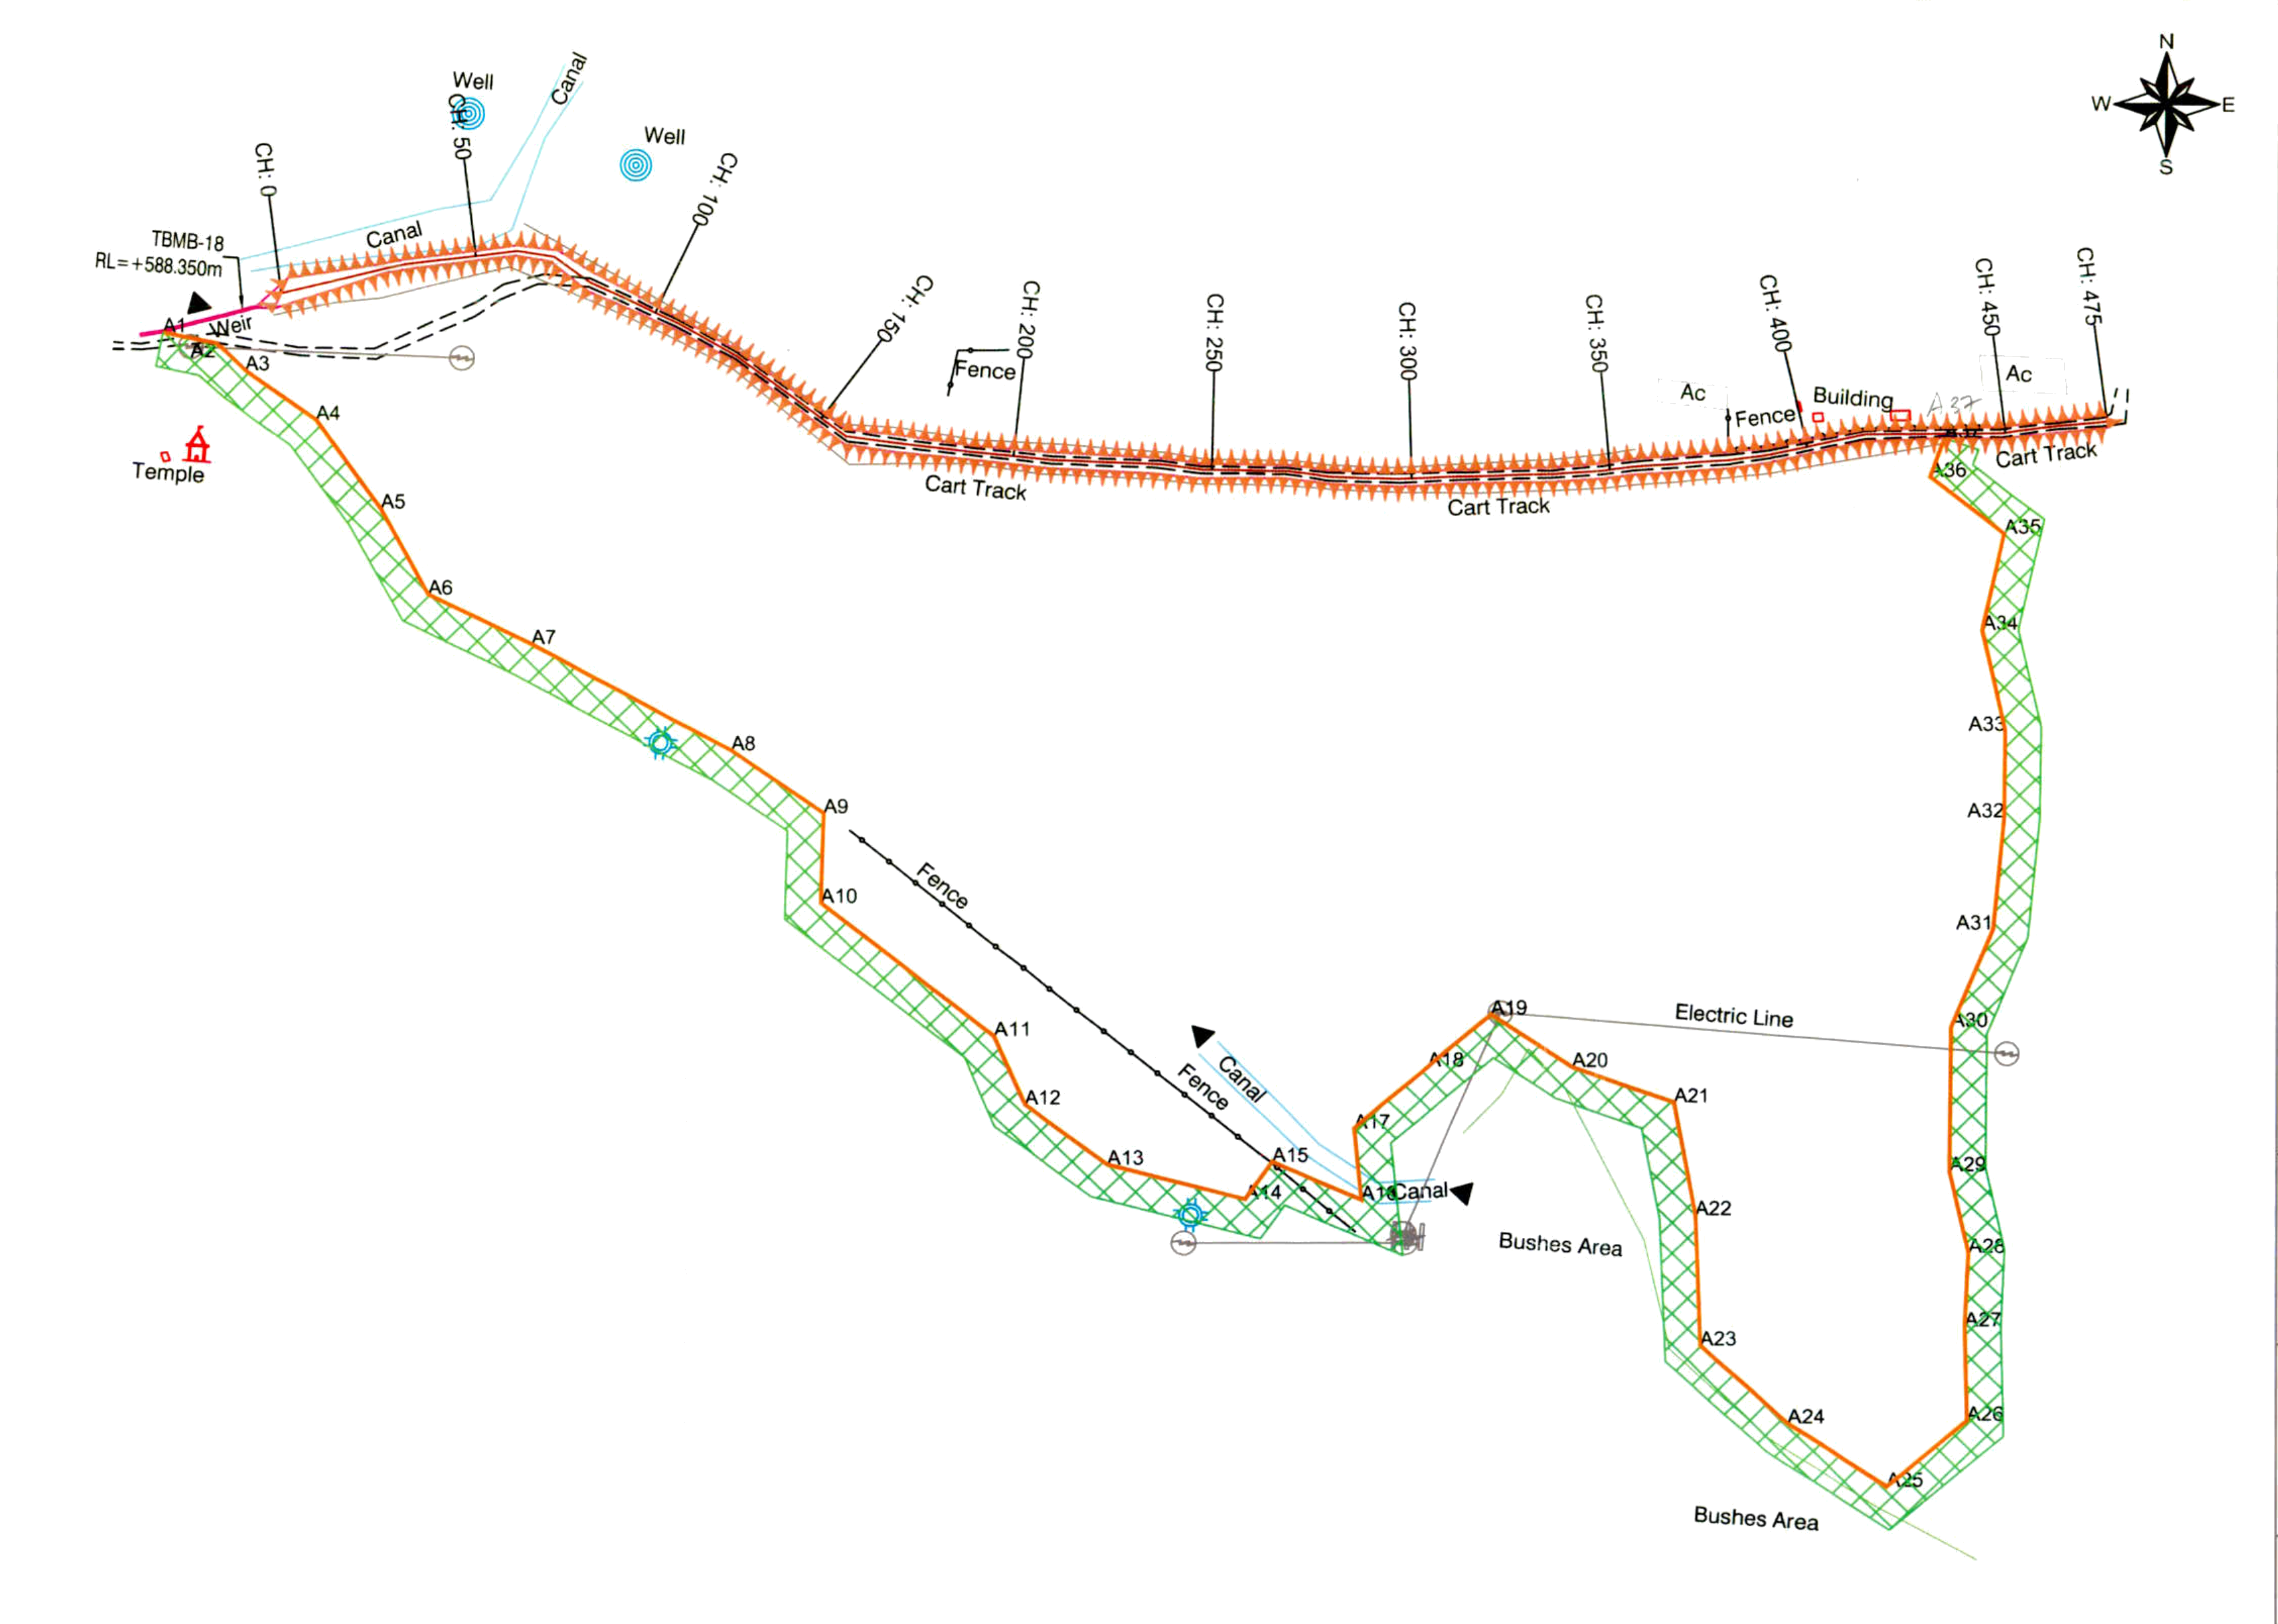 N
W
E
S
Well
Canal
CH: 50
Well
CH: 0
CH: 100
Canal
TBMB-18
RL=+588.350m
CH: 150
CH: 200
CH: 250
CH: 300
CH: 350
CH: 400
CH: 450
CH: 475
A1
Weir
A2
A3
Fence
Ac
Ac
Building
Fence
A37
A4
Temple
Cart Track
Cart Track
Cart Track
A36
A5
A35
A6
A34
A7
A33
A8
A9
A32
Fence
A10
A31
A11
A19
Electric Line
A30
A18
A20
Canal
Fence
A12
A21
A17
A13
A15
A29
A14
A16
Canal
A22
Bushes Area
A28
A27
A23
A24
A26
A25
Bushes Area